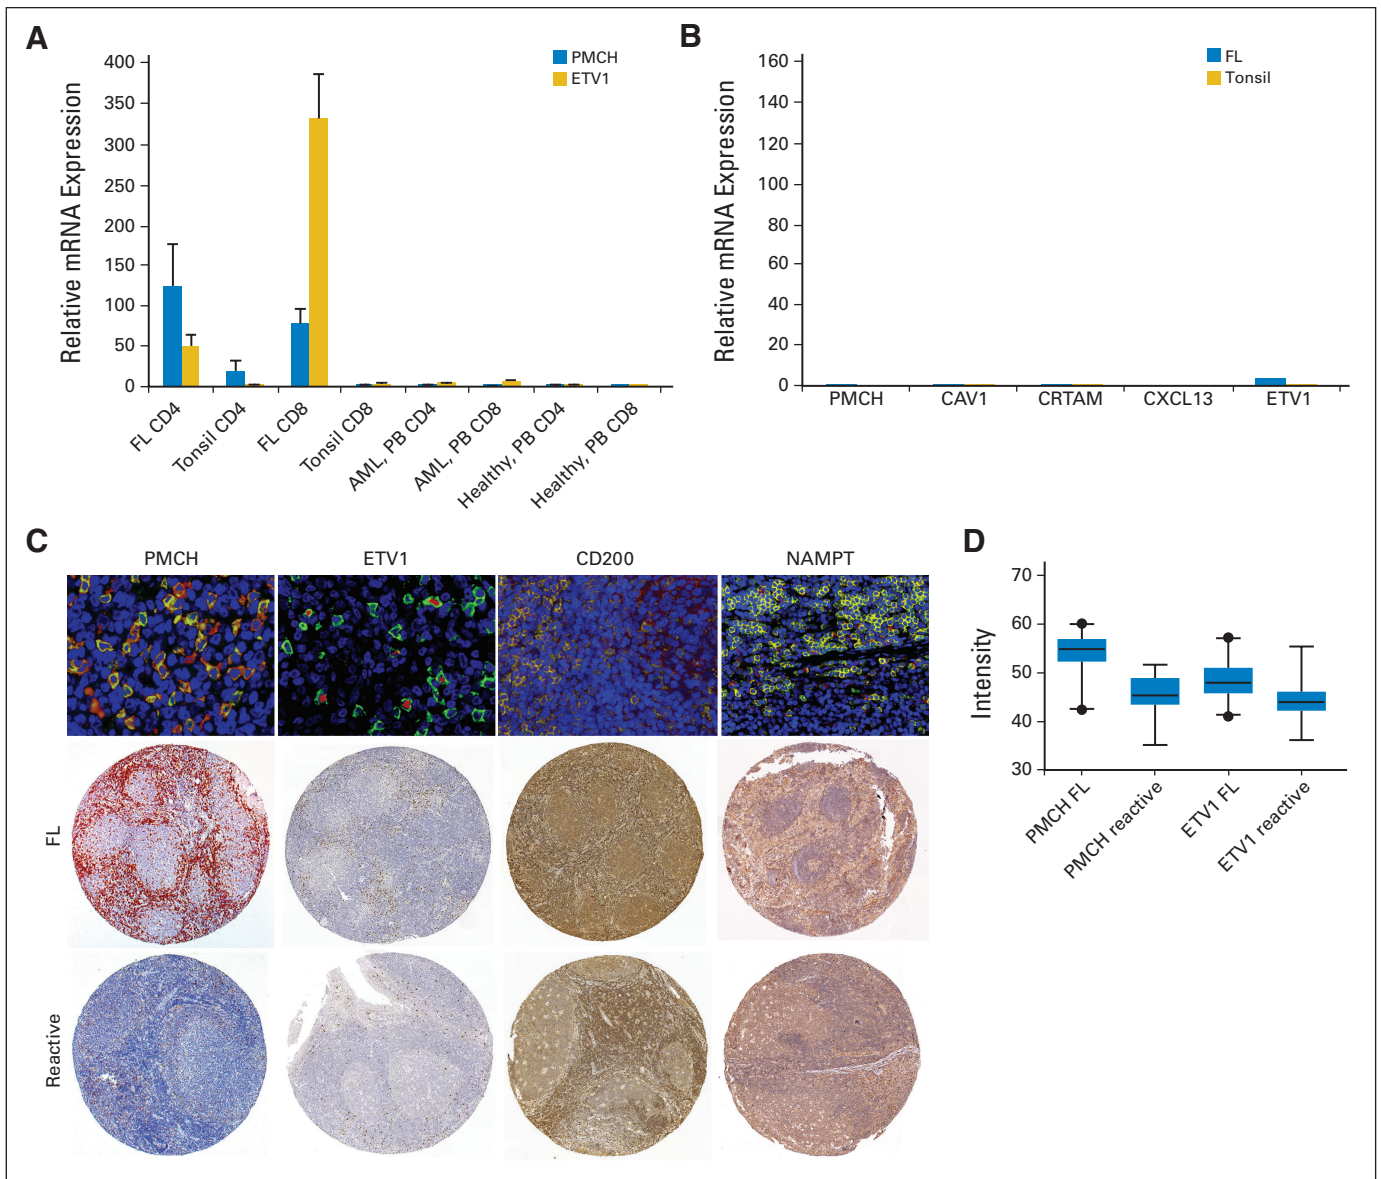 A
PMCH
ETV1
Relative mRNA Expression
400
350
300
250
200
150
100
50
0
FL CD4
Tonsil CD4
FL CD8
Tonsil CD8
AML, PB CD4
AML, PB CD8
Healthy, PB CD4
Healthy, PB CD8
B
FL
Tonsil
Relative mRNA Expression
160
140
120
100
80
60
40
20
0
PMCH
CAV1
CRTAM
CXCL13
ETV1
C
PMCH
ETV1
CD200
NAMPT
FL
Reactive
D
Intensity
70
60
50
40
30
PMCH FL
PMCH reactive
ETV1 FL
ETV1 reactive